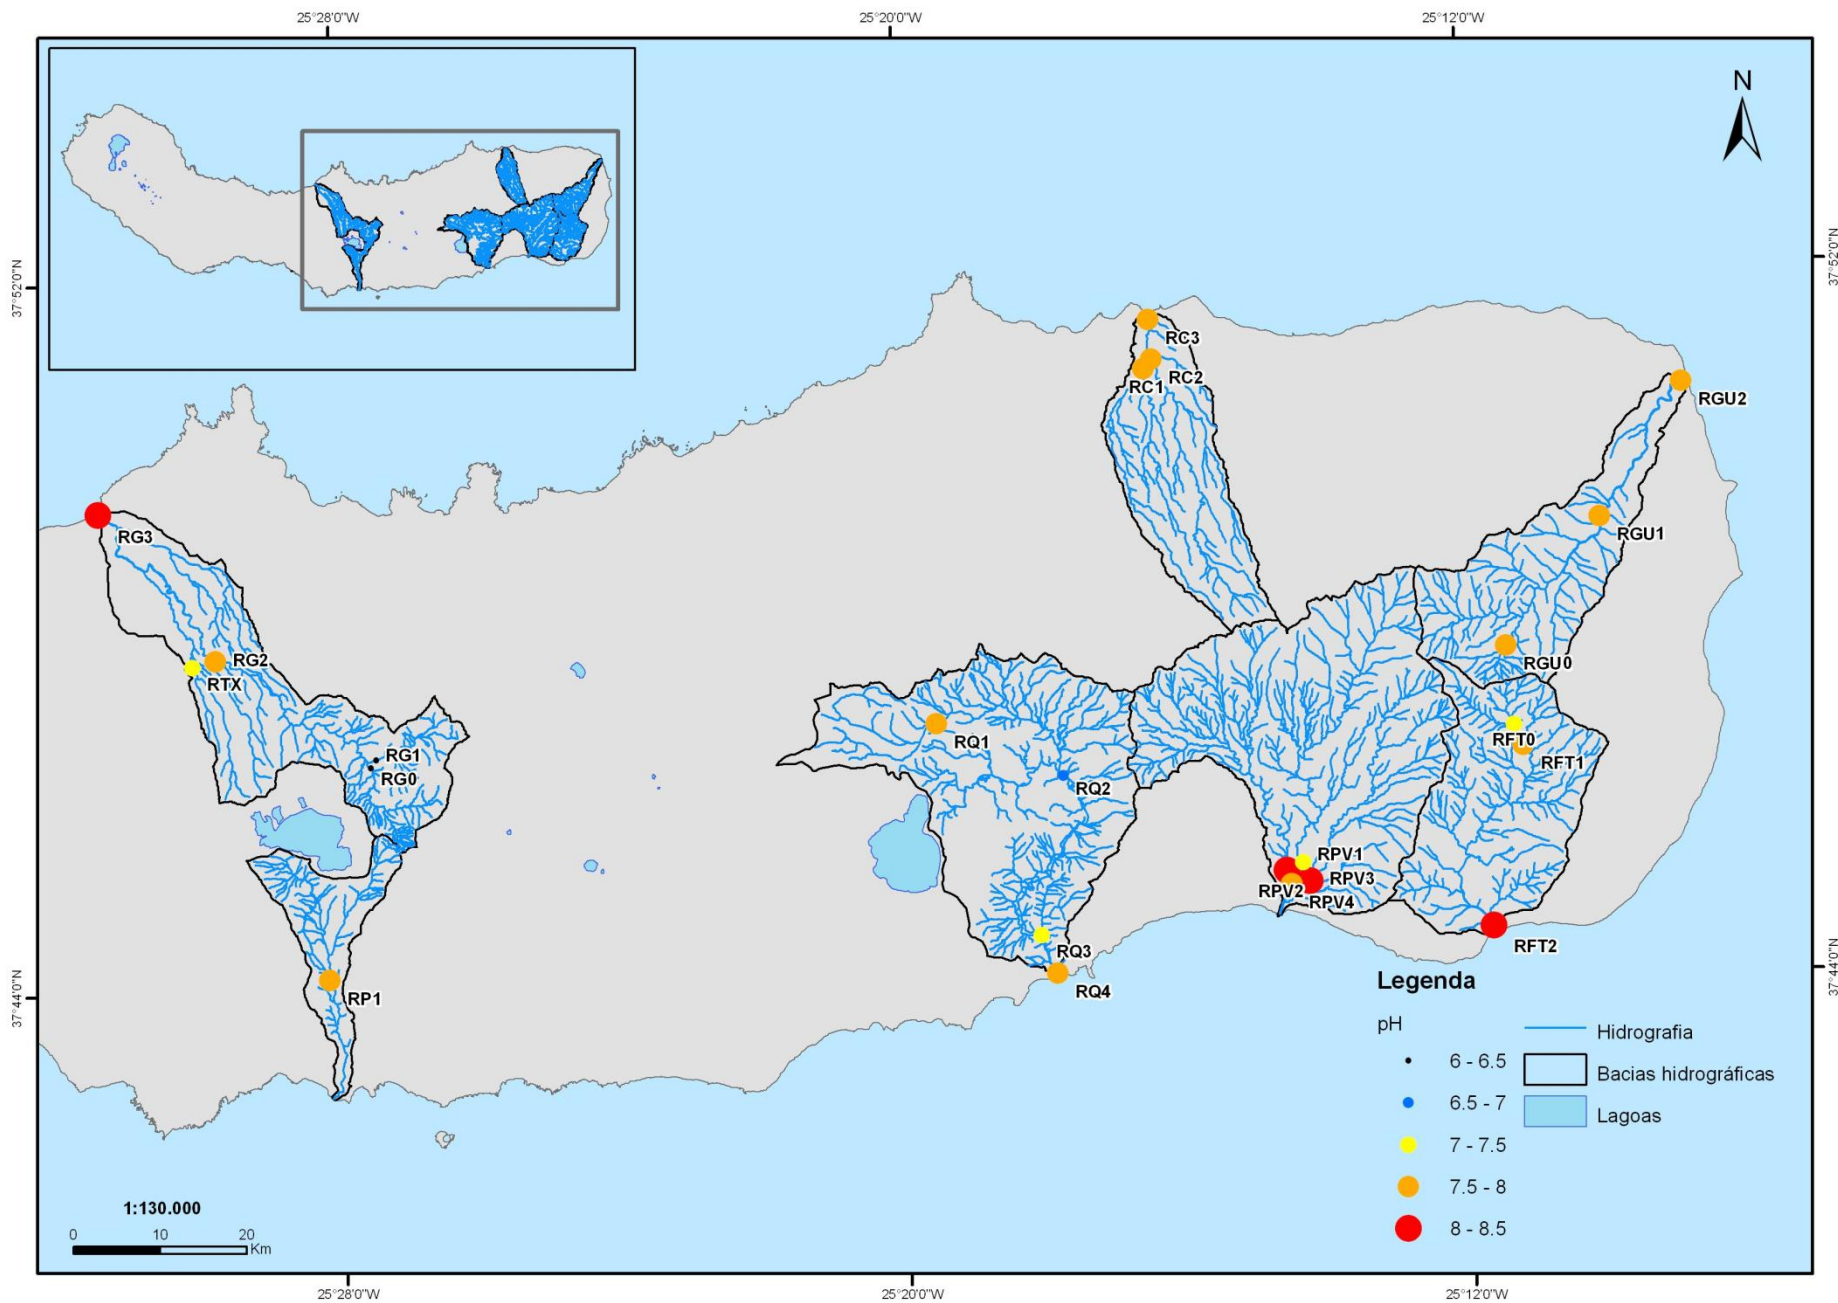 25°28'0"W
25°20'0"W
25°12'0"W
N
37°52'0"N
37°52'0"N
RC3
RC2
RC1
RGU2
RG3
RGU1
RG2
RTX
RGU0
RG1
RG0
RQ1
RFT0
RFT1
RQ2
RPV1
RPV3
RPV2
RPV4
RQ3
RFT2
RQ4
RP1
37°44'0"N
37°44'0"N
Legenda
pH
6 - 6.5
6.5 - 7
7 - 7.5
7.5 - 8
8 - 8.5
Hidrografia
Bacias hidrográficas
Lagoas
1:130.000
0 10 20
Km
25°28'0"W
25°20'0"W
25°12'0"W